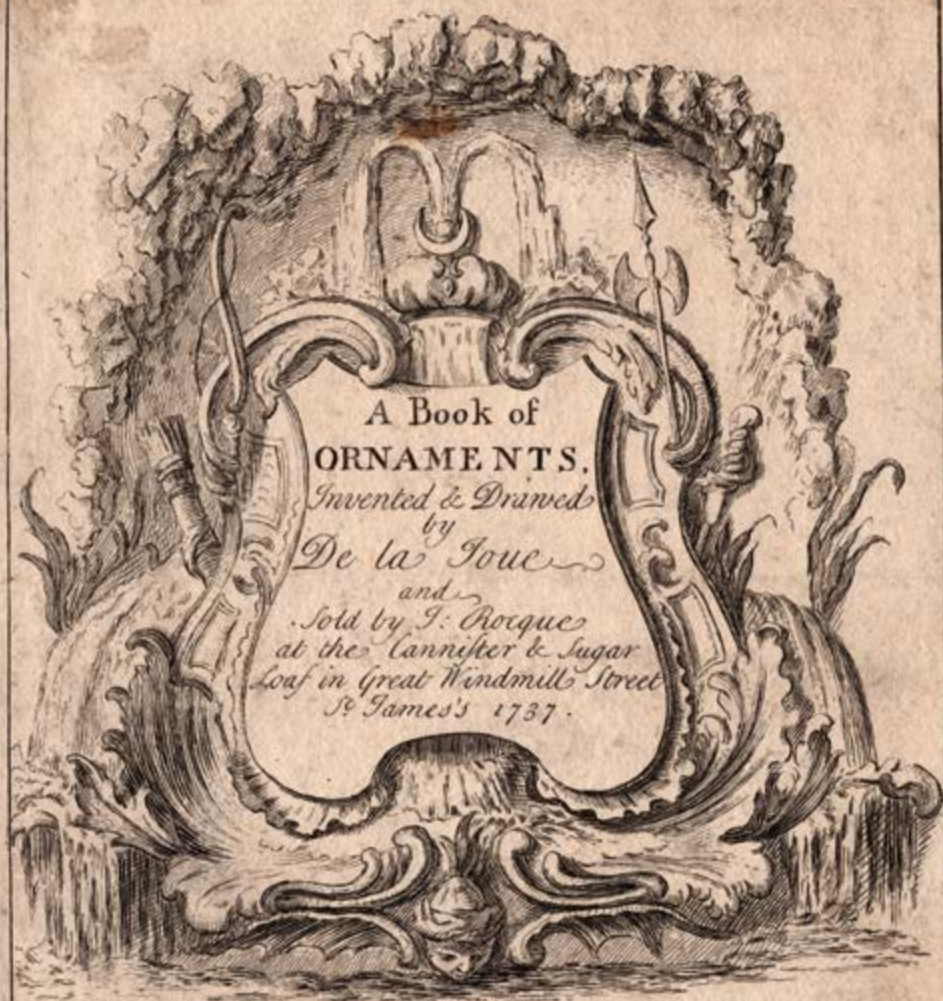 A Book of
ORNAMENTS.
Invented & Drawed
by
De la Joue
and
Sold by J: Rocque
at the Cannister & Sugar
Loaf in Great Windmill Street
St. James's 1737.